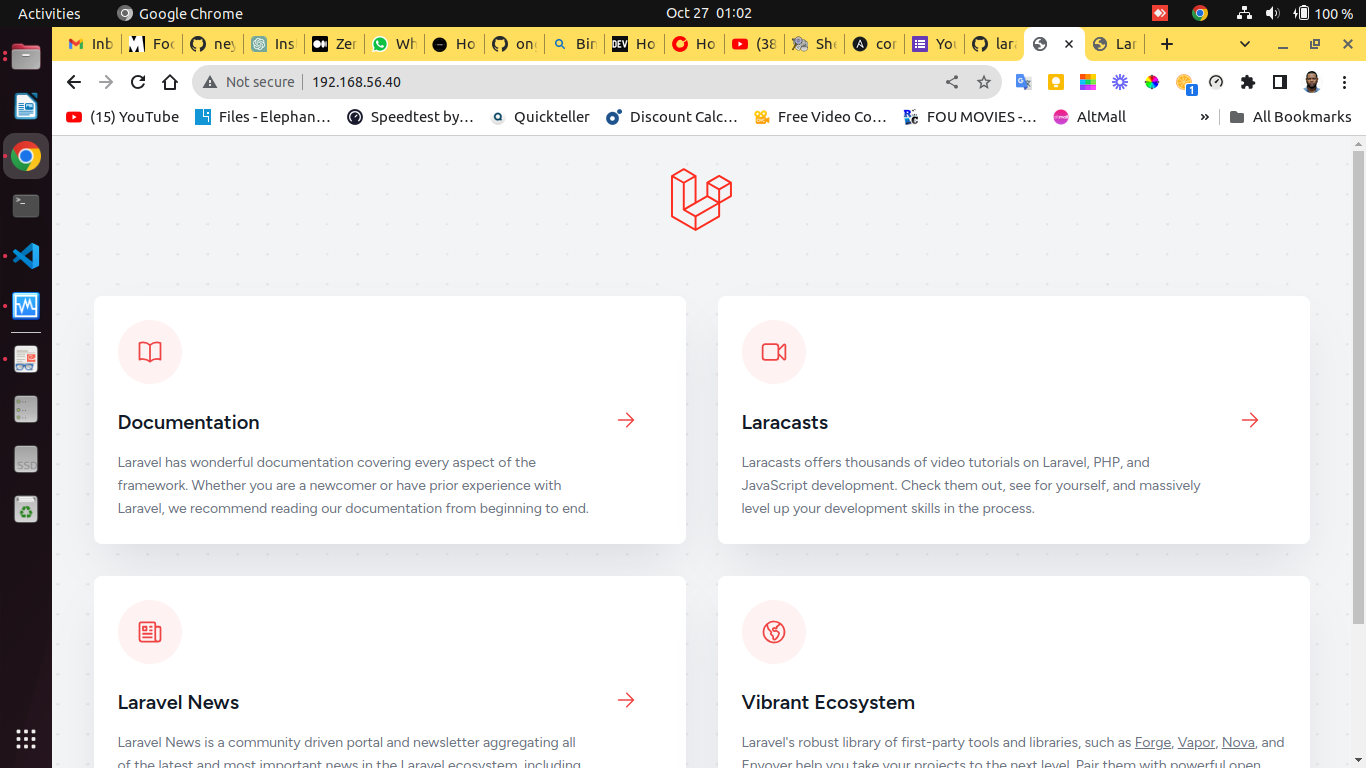 Activities
Google Chrome
Oct 27 01:02
100 %
Inb
Foc
ney
Inst
Zer
Wh
Ho
one
Bin
DEV
Ho
Ho
(38
She
con
You
lara
Lar
Not secure
192.168.56.40
1
(15) YouTube
Files - Elephan…
Speedtest by…
Quickteller
Discount Calc…
Free Video Co…
FOU MOVIES -…
AltMall
»
All Bookmarks
SSD
Documentation
Laravel has wonderful documentation covering every aspect of the
framework. Whether you are a newcomer or have prior experience with
Laravel, we recommend reading our documentation from beginning to end.
Laracasts
Laracasts offers thousands of video tutorials on Laravel, PHP, and
JavaScript development. Check them out, see for yourself, and massively
level up your development skills in the process.
Laravel News
Laravel News is a community driven portal and newsletter aggregating all
of the latest and most important news in the Laravel ecosystem, including
Vibrant Ecosystem
Laravel's robust library of first-party tools and libraries, such as Forge, Vapor, Nova, and
Envoyer help you take your projects to the next level. Pair them with powerful open